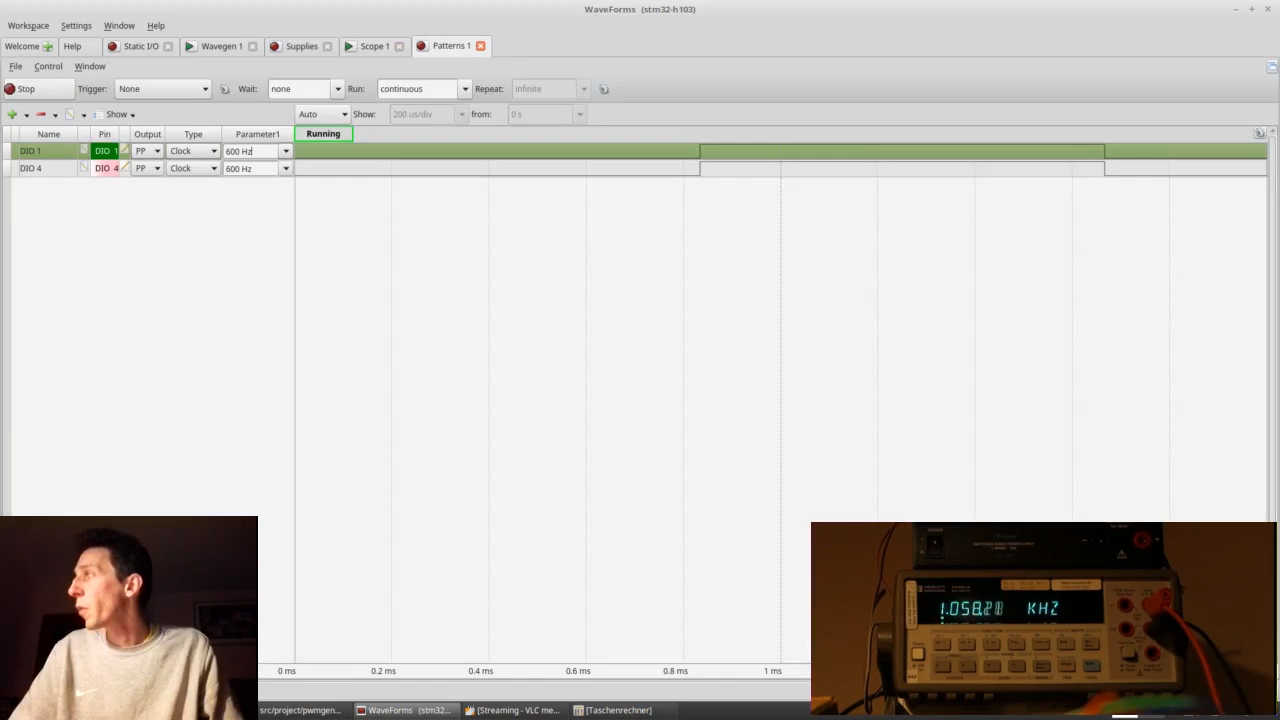 WaveForms (stm32-h103)
Workspace Settings Window Help
Welcome Help Static I/O Wavegen 1 Supplies Scope 1 Patterns 1
File Control Window
Stop Trigger: None Wait: none Run: continuous Repeat: infinite
Show Auto Show: 200 us/div from: 0 s
Name Pin Output Type Parameter1 Running
DIO 1 DIO 1 PP Clock 600 Hz
DIO 4 DIO 4 PP Clock 600 Hz
KHZ
0 ms 0.2 ms 0.4 ms 0.6 ms 0.8 ms 1 ms
src/project/pwmgen... WaveForms (stm32... [Streaming - VLC me... [Taschenrechner]